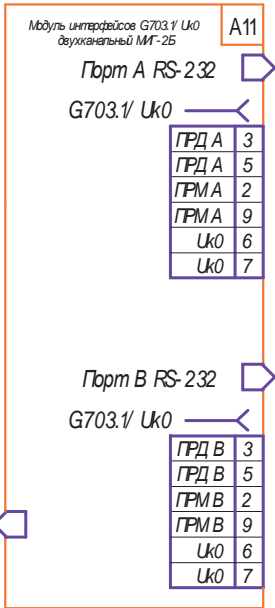 Модуль интерфейсов G703.1/ Uk0
двухканальный МИГ-2Б
А11
Порт А RS-232
G703.1/ Uk0
ПРД А 3
ПРД А 5
ПРМ А 2
ПРМ А 9
Uk0 6
Uk0 7
Порт В RS-232
G703.1/ Uk0
ПРД В 3
ПРД В 5
ПРМ В 2
ПРМ В 9
Uk0 6
Uk0 7